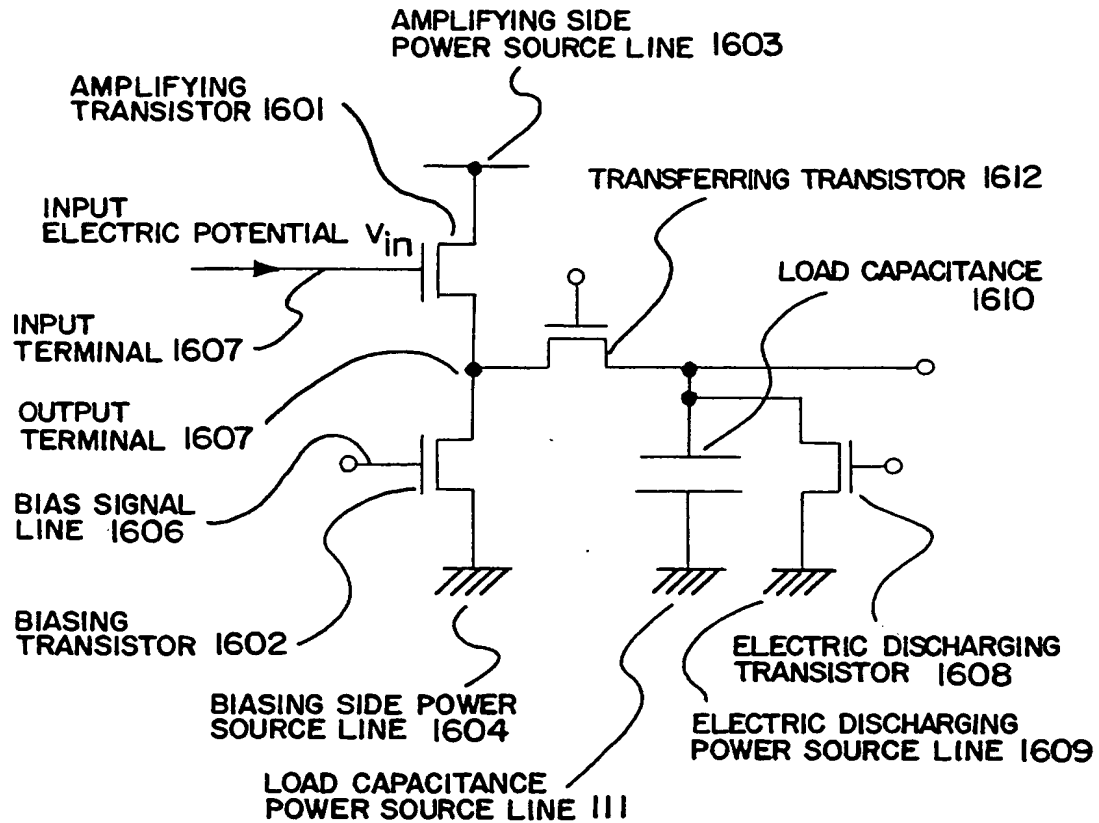 AMPLIFYING SIDE
POWER SOURCE LINE 1603
AMPLIFYING
TRANSISTOR 1601
TRANSFERRING TRANSISTOR 1612
INPUT
ELECTRIC POTENTIAL Vin
LOAD CAPACITANCE
1610
INPUT
TERMINAL 1607
OUTPUT
TERMINAL 1607
BIAS SIGNAL
LINE 1606
BIASING
TRANSISTOR 1602
ELECTRIC DISCHARGING
TRANSISTOR 1608
BIASING SIDE POWER
SOURCE LINE 1604
ELECTRIC DISCHARGING
POWER SOURCE LINE 1609
LOAD CAPACITANCE
POWER SOURCE LINE 111